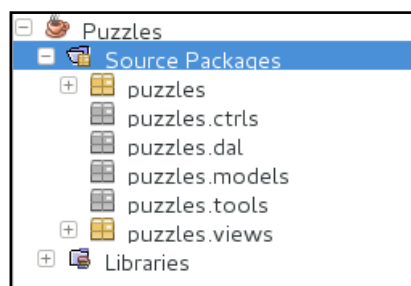 Puzzles
Source Packages
puzzles
puzzles.ctrls
puzzles.dal
puzzles.models
puzzles.tools
puzzles.views
Libraries